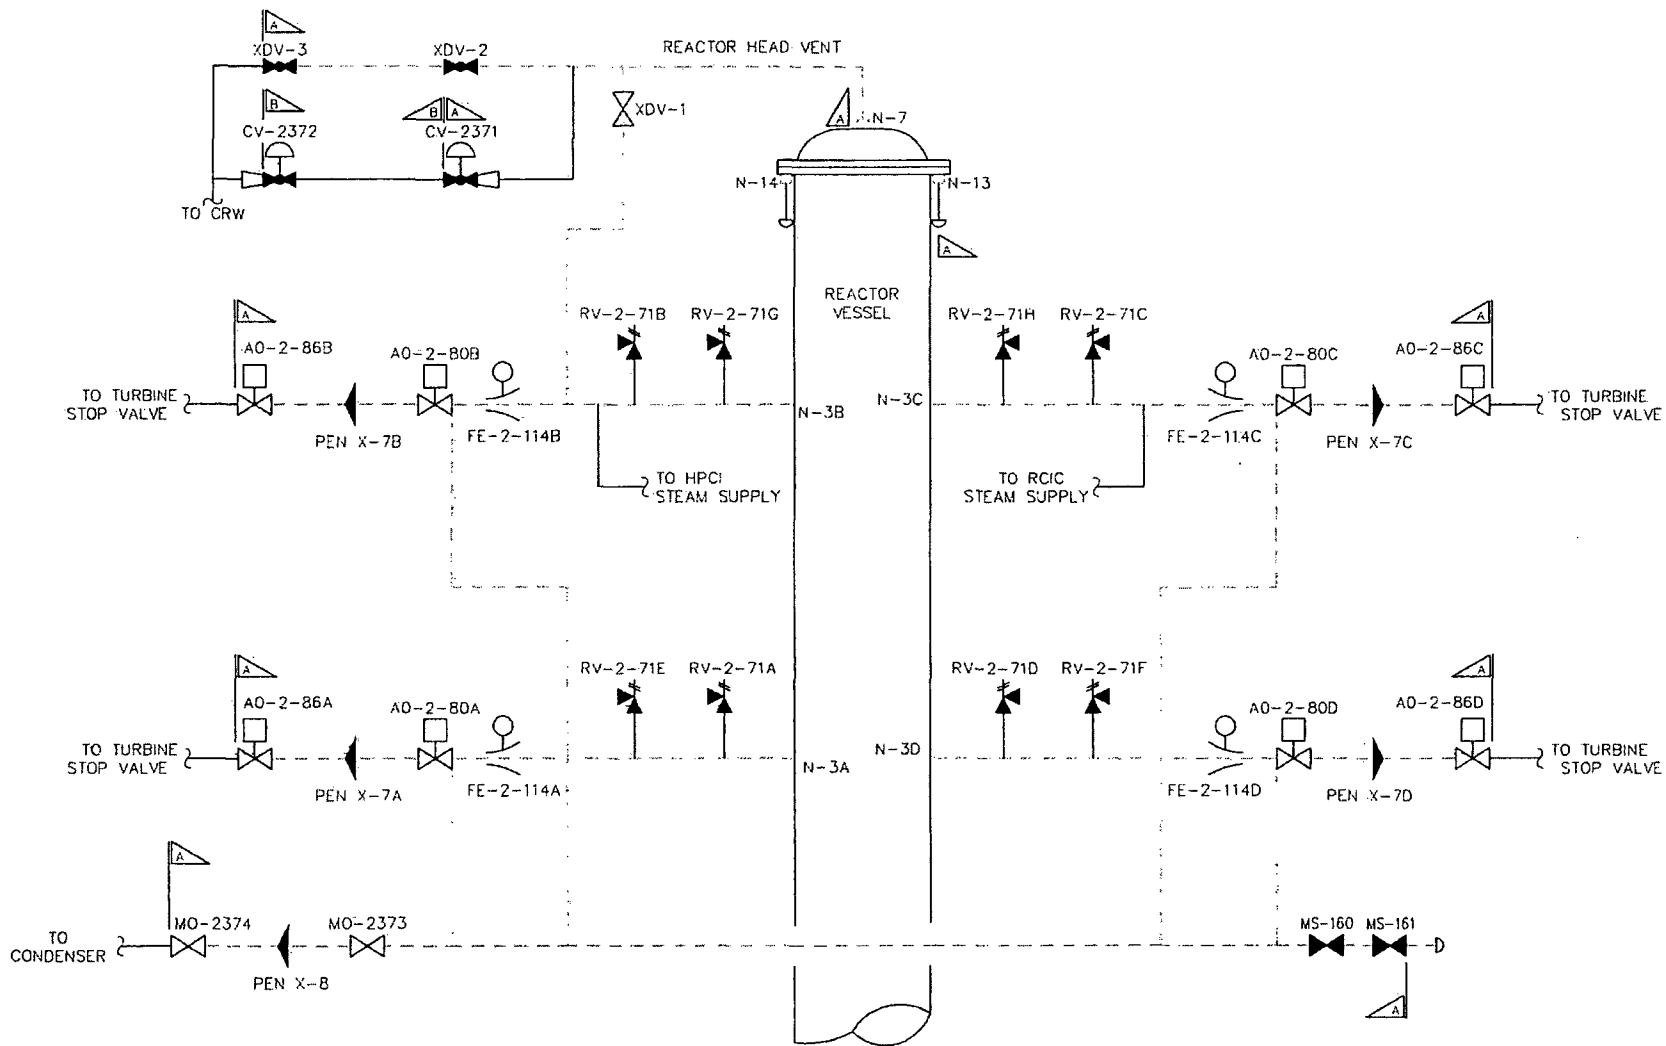 A
XDV-3
XDV-2
REACTOR HEAD VENT
XDV-1
B
B
A
CV-2372
CV-2371
A
N-7
N-14
N-13
TO CRW
A
REACTOR
VESSEL
A
RV-2-71B
RV-2-71G
RV-2-71H
RV-2-71C
A
AO-2-86B
AO-2-80B
AO-2-80C
AO-2-86C
TO TURBINE
STOP VALVE
N-3B
N-3C
TO TURBINE
STOP VALVE
PEN X-7B
FE-2-114B
FE-2-114C
PEN X-7C
TO HPCI
STEAM SUPPLY
TO RCIC
STEAM SUPPLY
A
RV-2-71E
RV-2-71A
RV-2-71D
RV-2-71F
A
AO-2-86A
AO-2-80A
AO-2-80D
AO-2-86D
TO TURBINE
STOP VALVE
N-3A
N-3D
TO TURBINE
STOP VALVE
PEN X-7A
FE-2-114A
FE-2-114D
PEN X-7D
A
MO-2374
MO-2373
MS-160
MS-161
TO
CONDENSER
PEN X-8
A